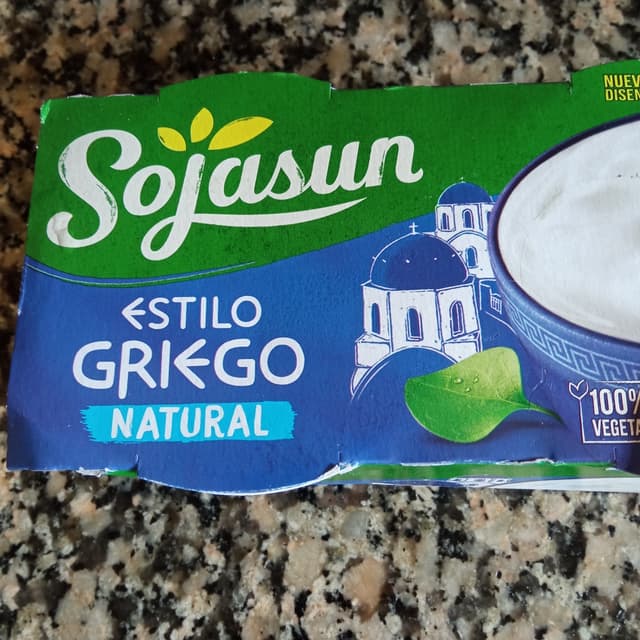 Sojasun
ESTILO
GRIEGO
NATURAL
100%